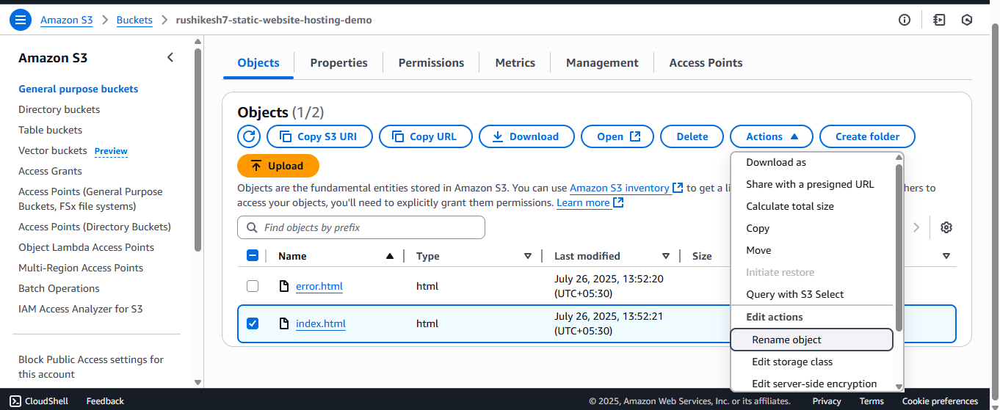 Amazon S3 > Buckets > rushikesh7-static-website-hosting-demo
Amazon S3
General purpose buckets
Directory buckets
Table buckets
Vector buckets Preview
Access Grants
Access Points (General Purpose
Buckets, FSx file systems)
Access Points (Directory Buckets)
Object Lambda Access Points
Multi-Region Access Points
Batch Operations
IAM Access Analyzer for S3
Block Public Access settings for
this account
Objects Properties Permissions Metrics Management Access Points
Objects (1/2)
Copy S3 URI Copy URL Download Open Delete Actions Create folder
Upload
Objects are the fundamental entities stored in Amazon S3. You can use Amazon S3 inventory to get a li hers to
access your objects, you'll need to explicitly grant them permissions. Learn more
Find objects by prefix
Name Type Last modified Size
error.html html July 26, 2025, 13:52:20
(UTC+05:30)
index.html html July 26, 2025, 13:52:21
(UTC+05:30)
Download as
Share with a presigned URL
Calculate total size
Copy
Move
Initiate restore
Query with S3 Select
Edit actions
Rename object
Edit storage class
Edit server-side encryption
CloudShell Feedback © 2025, Amazon Web Services, Inc. or its affiliates. Privacy Terms Cookie preferences